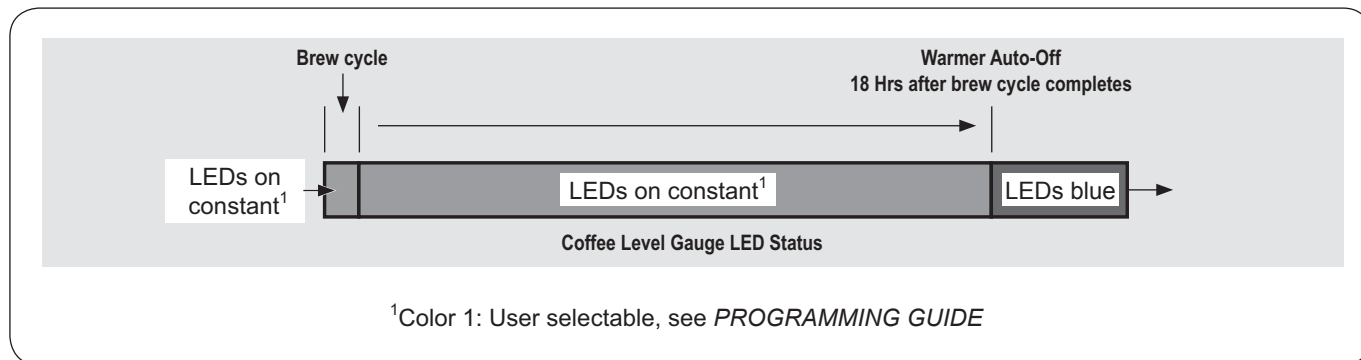 Brew cycle
Warmer Auto-Off
18 Hrs after brew cycle completes
LEDs on
constant¹
LEDs on constant¹
LEDs blue
Coffee Level Gauge LED Status
¹Color 1: User selectable, see PROGRAMMING GUIDE